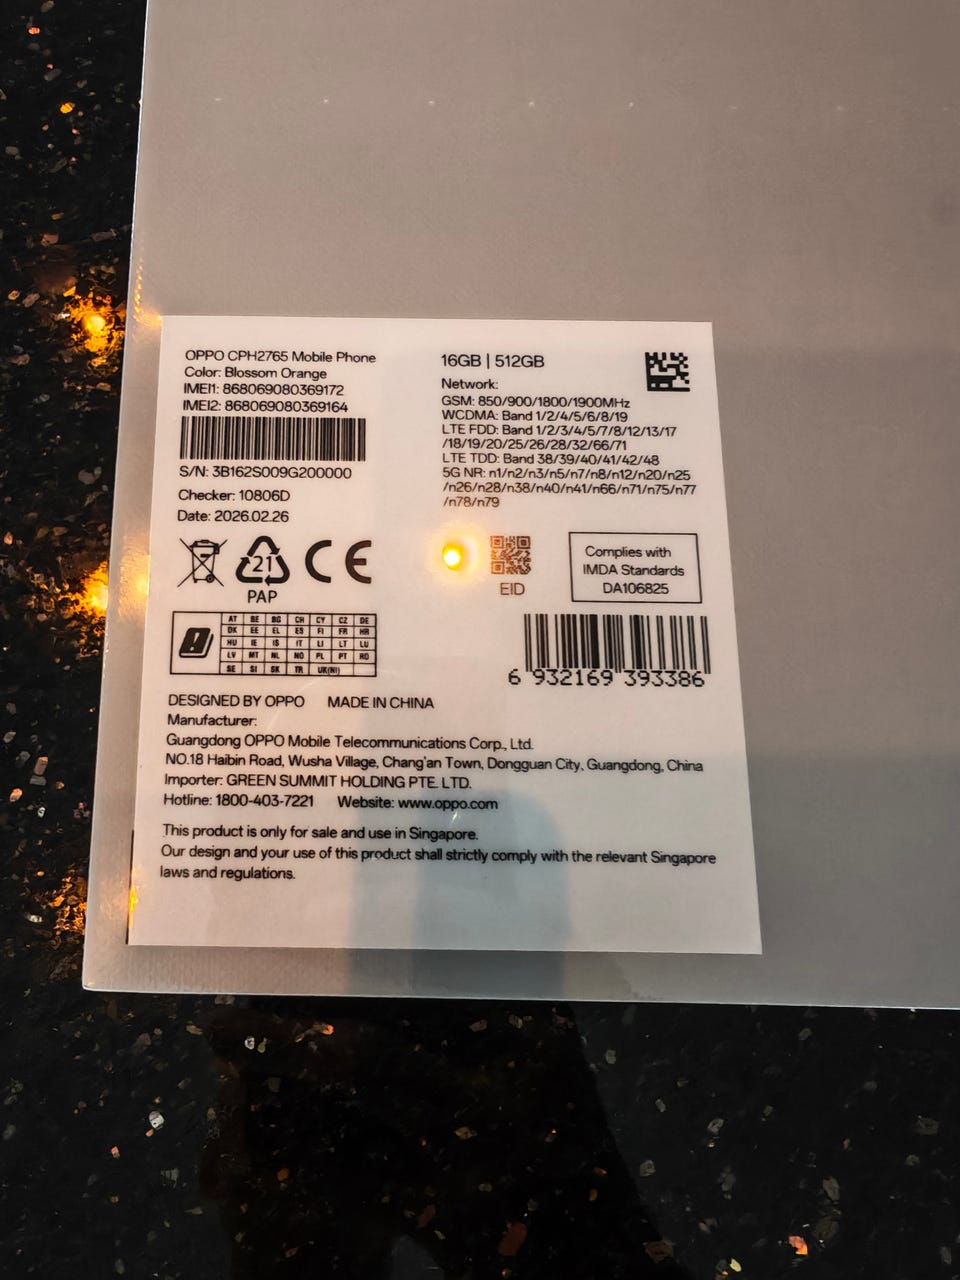 OPPO CPH2765 Mobile Phone
Color: Blossom Orange
IMEI1: 868069080369172
IMEI2: 868069080369164
S/N: 3B162S009G200000
Checker: 10806D
Date: 2026.02.26
16GB | 512GB
Network:
GSM: 850/900/1800/1900MHz
WCDMA: Band 1/2/4/5/6/8/19
LTE FDD: Band 1/2/3/4/5/7/8/12/13/17
/18/19/20/25/26/28/32/66/71
LTE TDD: Band 38/39/40/41/42/48
5G NR: n1/n2/n3/n5/n7/n8/n12/n20/n25
/n26/n28/n38/n40/n41/n66/n71/n75/n77
/n78/n79
21
PAP
CE
EID
Complies with
IMDA Standards
DA106825
AT BE BG CH CY CZ DE
DK EE EL ES FI FR HR
HU IE IS IT LI LT LU
LV MT NL NO PL PT RO
SE SI SK TR UK(NI)
6 932169 393386
DESIGNED BY OPPO MADE IN CHINA
Manufacturer:
Guangdong OPPO Mobile Telecommunications Corp., Ltd.
NO.18 Haibin Road, Wusha Village, Chang'an Town, Dongguan City, Guangdong, China
Importer: GREEN SUMMIT HOLDING PTE. LTD.
Hotline: 1800-403-7221 Website: www.oppo.com
This product is only for sale and use in Singapore.
Our design and your use of this product shall strictly comply with the relevant Singapore
laws and regulations.